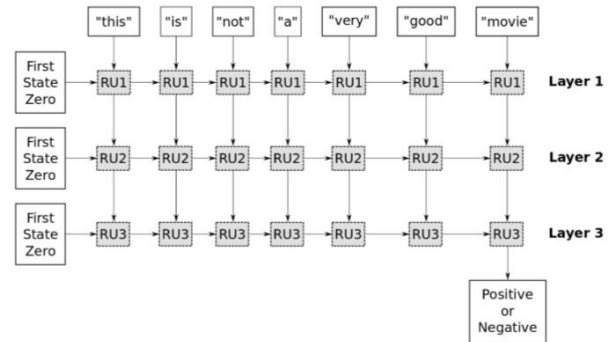 "this" "is" "not" "a" "very" "good" "movie"
First
State
Zero
RU1 RU1 RU1 RU1 RU1 RU1 RU1 Layer 1
First
State
Zero
RU2 RU2 RU2 RU2 RU2 RU2 RU2 Layer 2
First
State
Zero
RU3 RU3 RU3 RU3 RU3 RU3 RU3 Layer 3
Positive
or
Negative